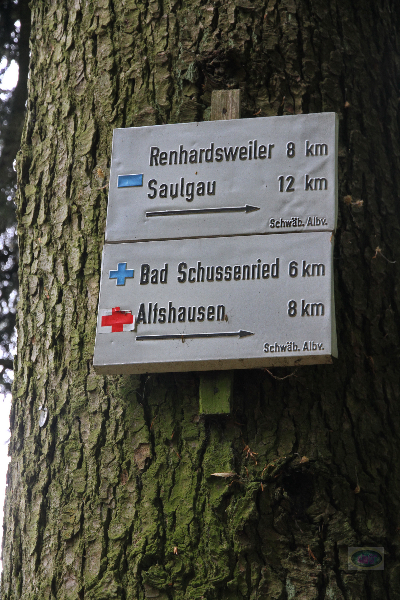 Renhardsweiler 8 km
Saulgau 12 km
Schwäb. Albv.
Bad Schussenried 6 km
Altshausen 8 km
Schwäb. Albv.